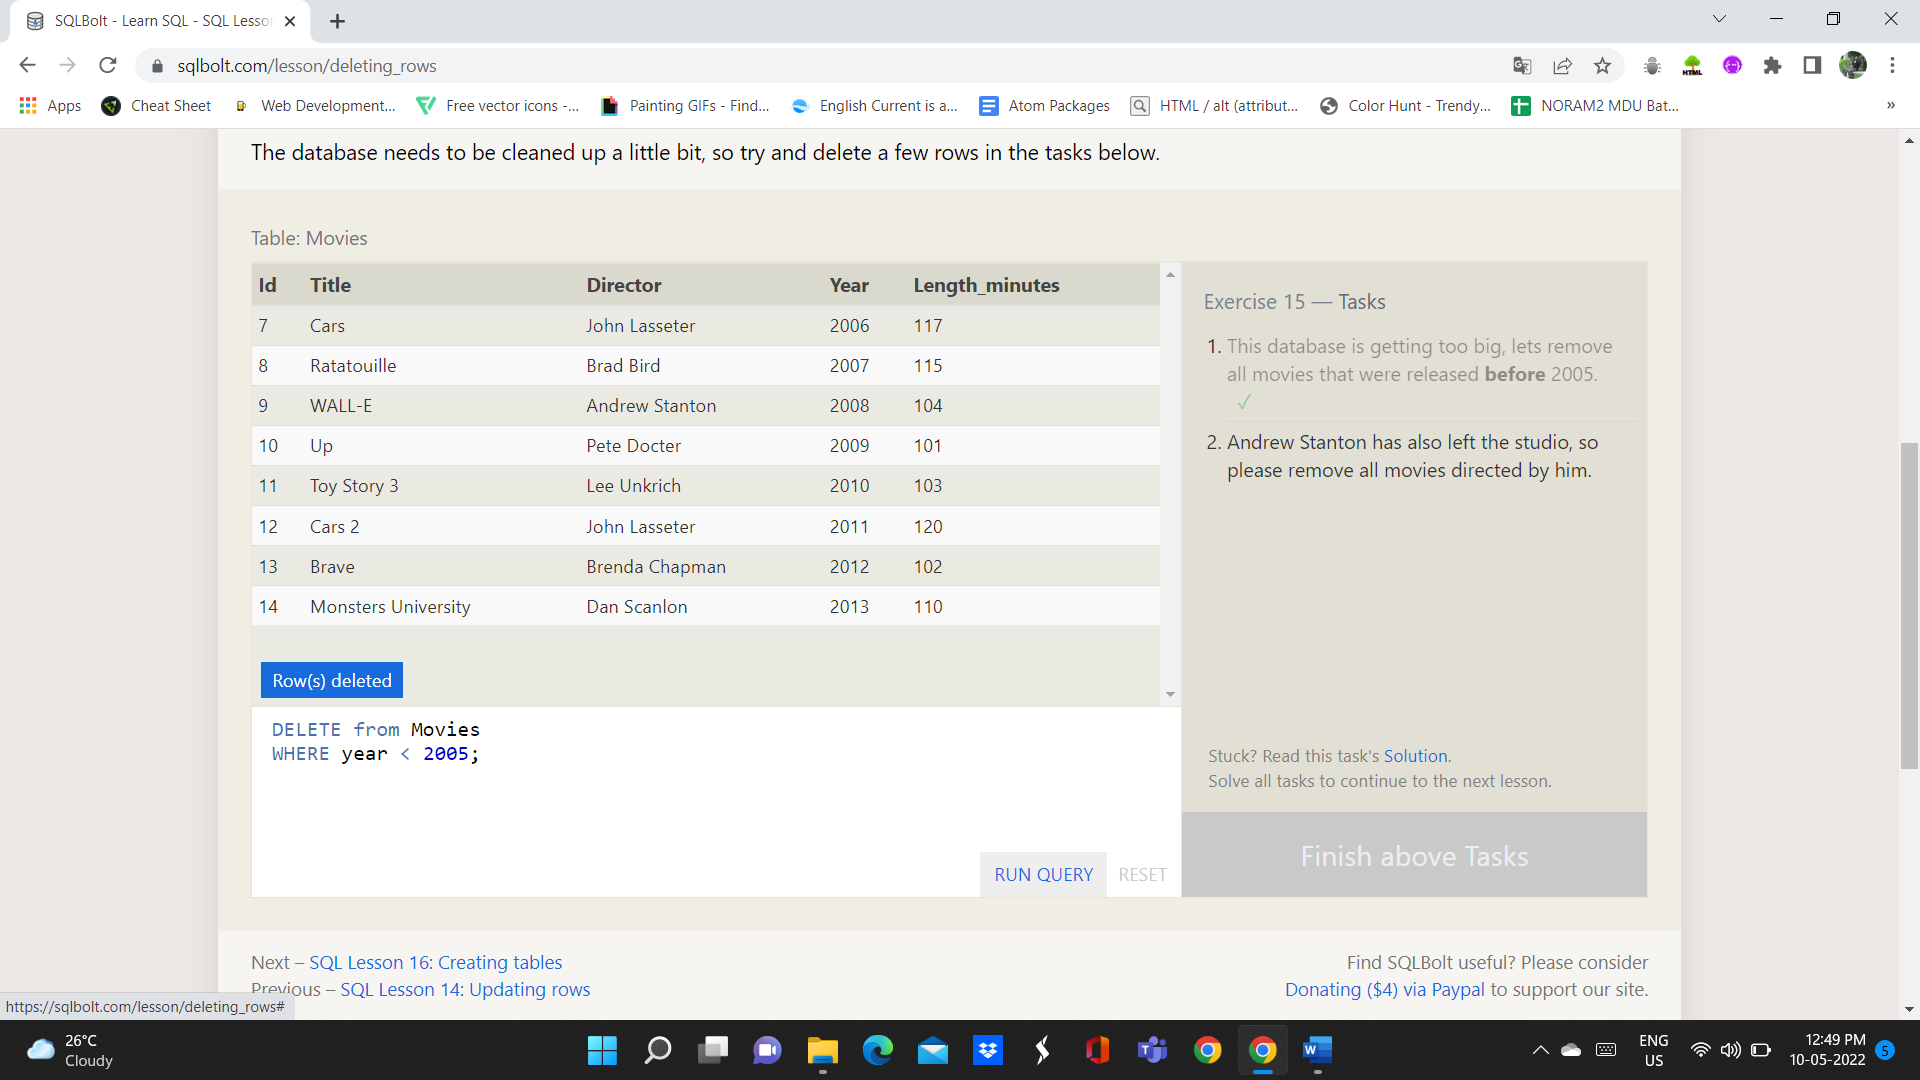 SQLBolt - Learn SQL - SQL Lesso
sqlbolt.com/lesson/deleting_rows
Apps
Cheat Sheet
Web Development...
Free vector icons -...
Painting GIFs - Find...
English Current is a...
Atom Packages
HTML / alt (attribut...
Color Hunt - Trendy...
NORAM2 MDU Bat...
»
The database needs to be cleaned up a little bit, so try and delete a few rows in the tasks below.
Table: Movies
Id Title Director Year Length_minutes
7 Cars John Lasseter 2006 117
8 Ratatouille Brad Bird 2007 115
9 WALL-E Andrew Stanton 2008 104
10 Up Pete Docter 2009 101
11 Toy Story 3 Lee Unkrich 2010 103
12 Cars 2 John Lasseter 2011 120
13 Brave Brenda Chapman 2012 102
14 Monsters University Dan Scanlon 2013 110
Row(s) deleted
DELETE from Movies
WHERE year < 2005;
RUN QUERY RESET
Exercise 15 — Tasks
1. This database is getting too big, lets remove
all movies that were released before 2005.
✓
2. Andrew Stanton has also left the studio, so
please remove all movies directed by him.
Stuck? Read this task's Solution.
Solve all tasks to continue to the next lesson.
Finish above Tasks
Next – SQL Lesson 16: Creating tables
Previous – SQL Lesson 14: Updating rows
Find SQLBolt useful? Please consider
Donating ($4) via Paypal to support our site.
https://sqlbolt.com/lesson/deleting_rows#
26°C
Cloudy
ENG
US
12:49 PM
10-05-2022
5